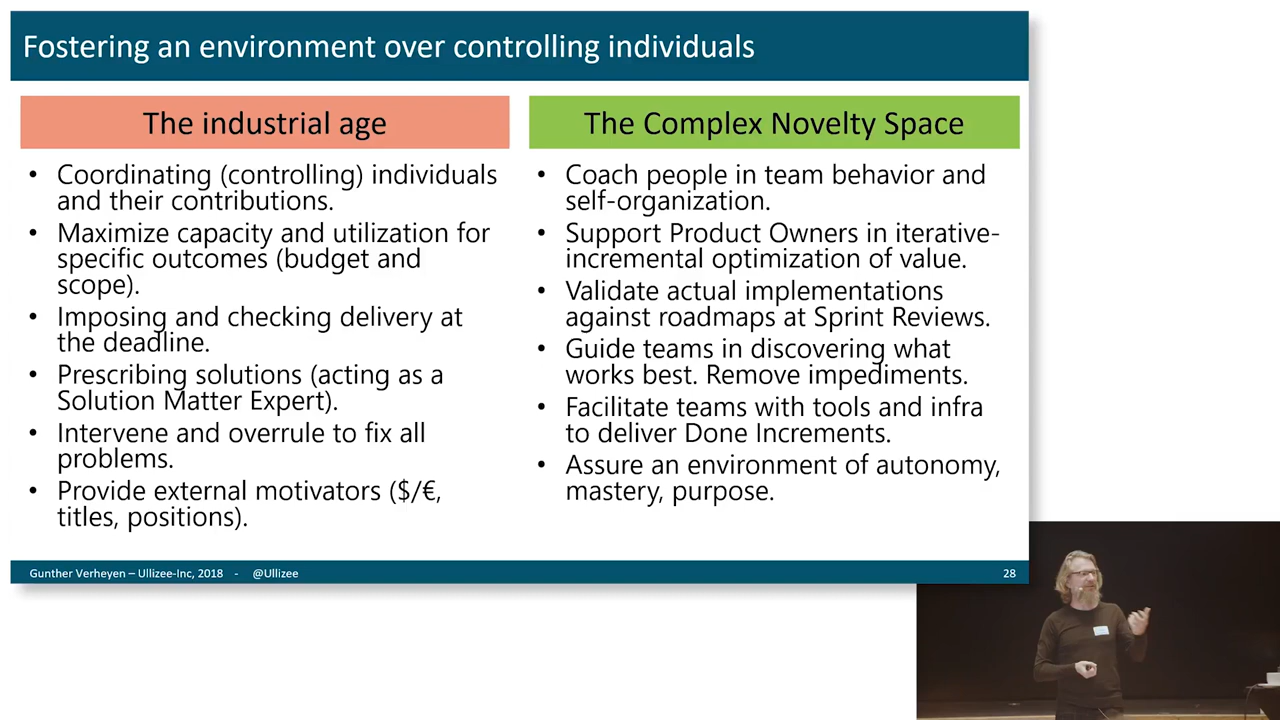 Fostering an environment over controlling individuals
The industrial age
• Coordinating (controlling) individuals
and their contributions.
• Maximize capacity and utilization for
specific outcomes (budget and
scope).
• Imposing and checking delivery at
the deadline.
• Prescribing solutions (acting as a
Solution Matter Expert).
• Intervene and overrule to fix all
problems.
• Provide external motivators ($/€,
titles, positions).
The Complex Novelty Space
• Coach people in team behavior and
self-organization.
• Support Product Owners in iterative-
incremental optimization of value.
• Validate actual implementations
against roadmaps at Sprint Reviews.
• Guide teams in discovering what
works best. Remove impediments.
• Facilitate teams with tools and infra
to deliver Done Increments.
• Assure an environment of autonomy,
mastery, purpose.
Gunther Verheyen – Ullizee-Inc, 2018 - @Ullizee
28